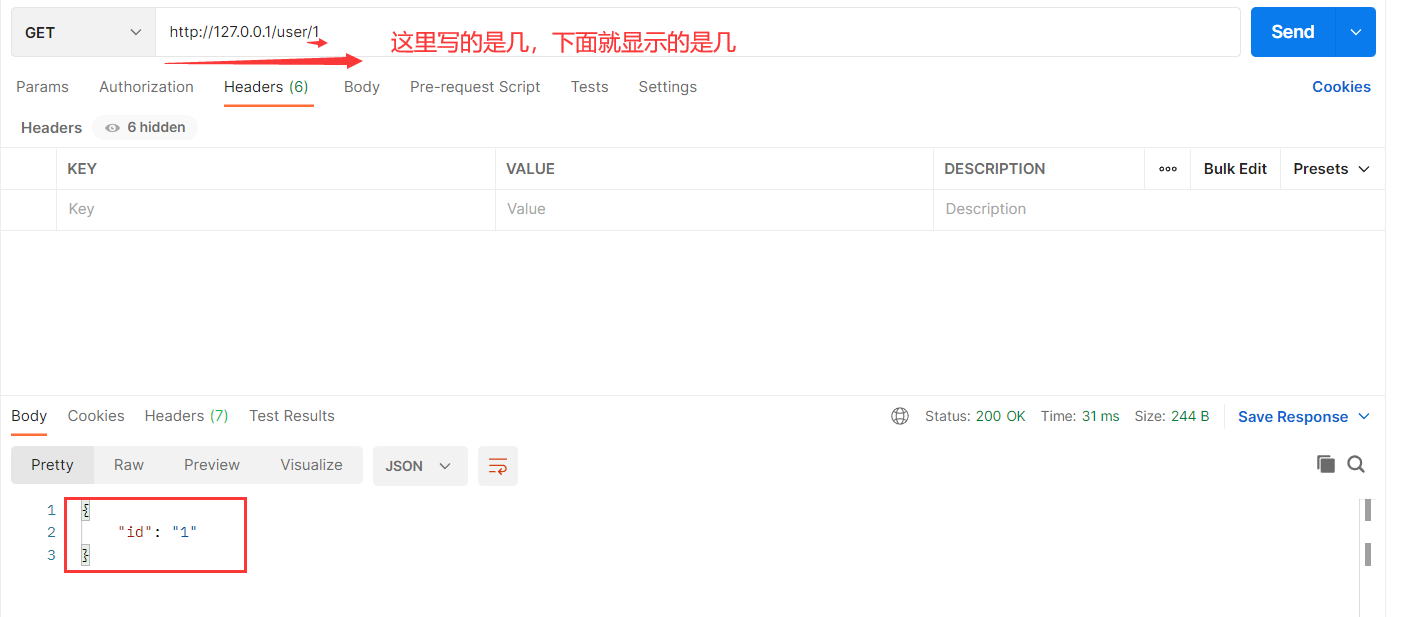 GET http://127.0.0.1/user/1 Send
这里写的是几，下面就显示的是几
Params Authorization Headers (6) Body Pre-request Script Tests Settings Cookies
Headers 6 hidden
KEY VALUE DESCRIPTION ooo Bulk Edit Presets
Key Value Description
Body Cookies Headers (7) Test Results Status: 200 OK Time: 31 ms Size: 244 B Save Response
Pretty Raw Preview Visualize JSON
1 {
2 "id": "1"
3 }